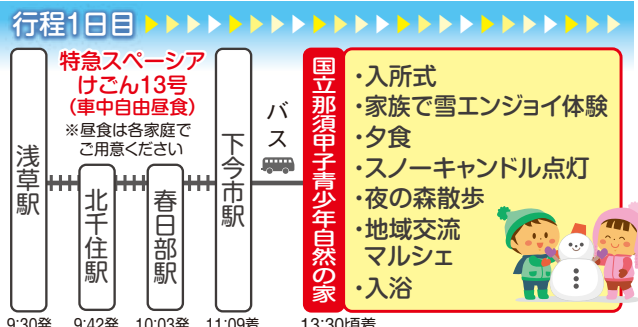 行程1日目
特急スペーシア
けごん13号
(車中自由昼食)
※昼食は各家庭で
ご用意ください
浅草駅
北千住駅
春日部駅
下今市駅
バス
国立那須甲子青少年自然の家
・入所式
・家族で雪エンジョイ体験
・夕食
・スノーキャンドル点灯
・夜の森散歩
・地域交流
マルシェ
・入浴
9:30発 9:42発 10:03発 11:09着 13:30頃着